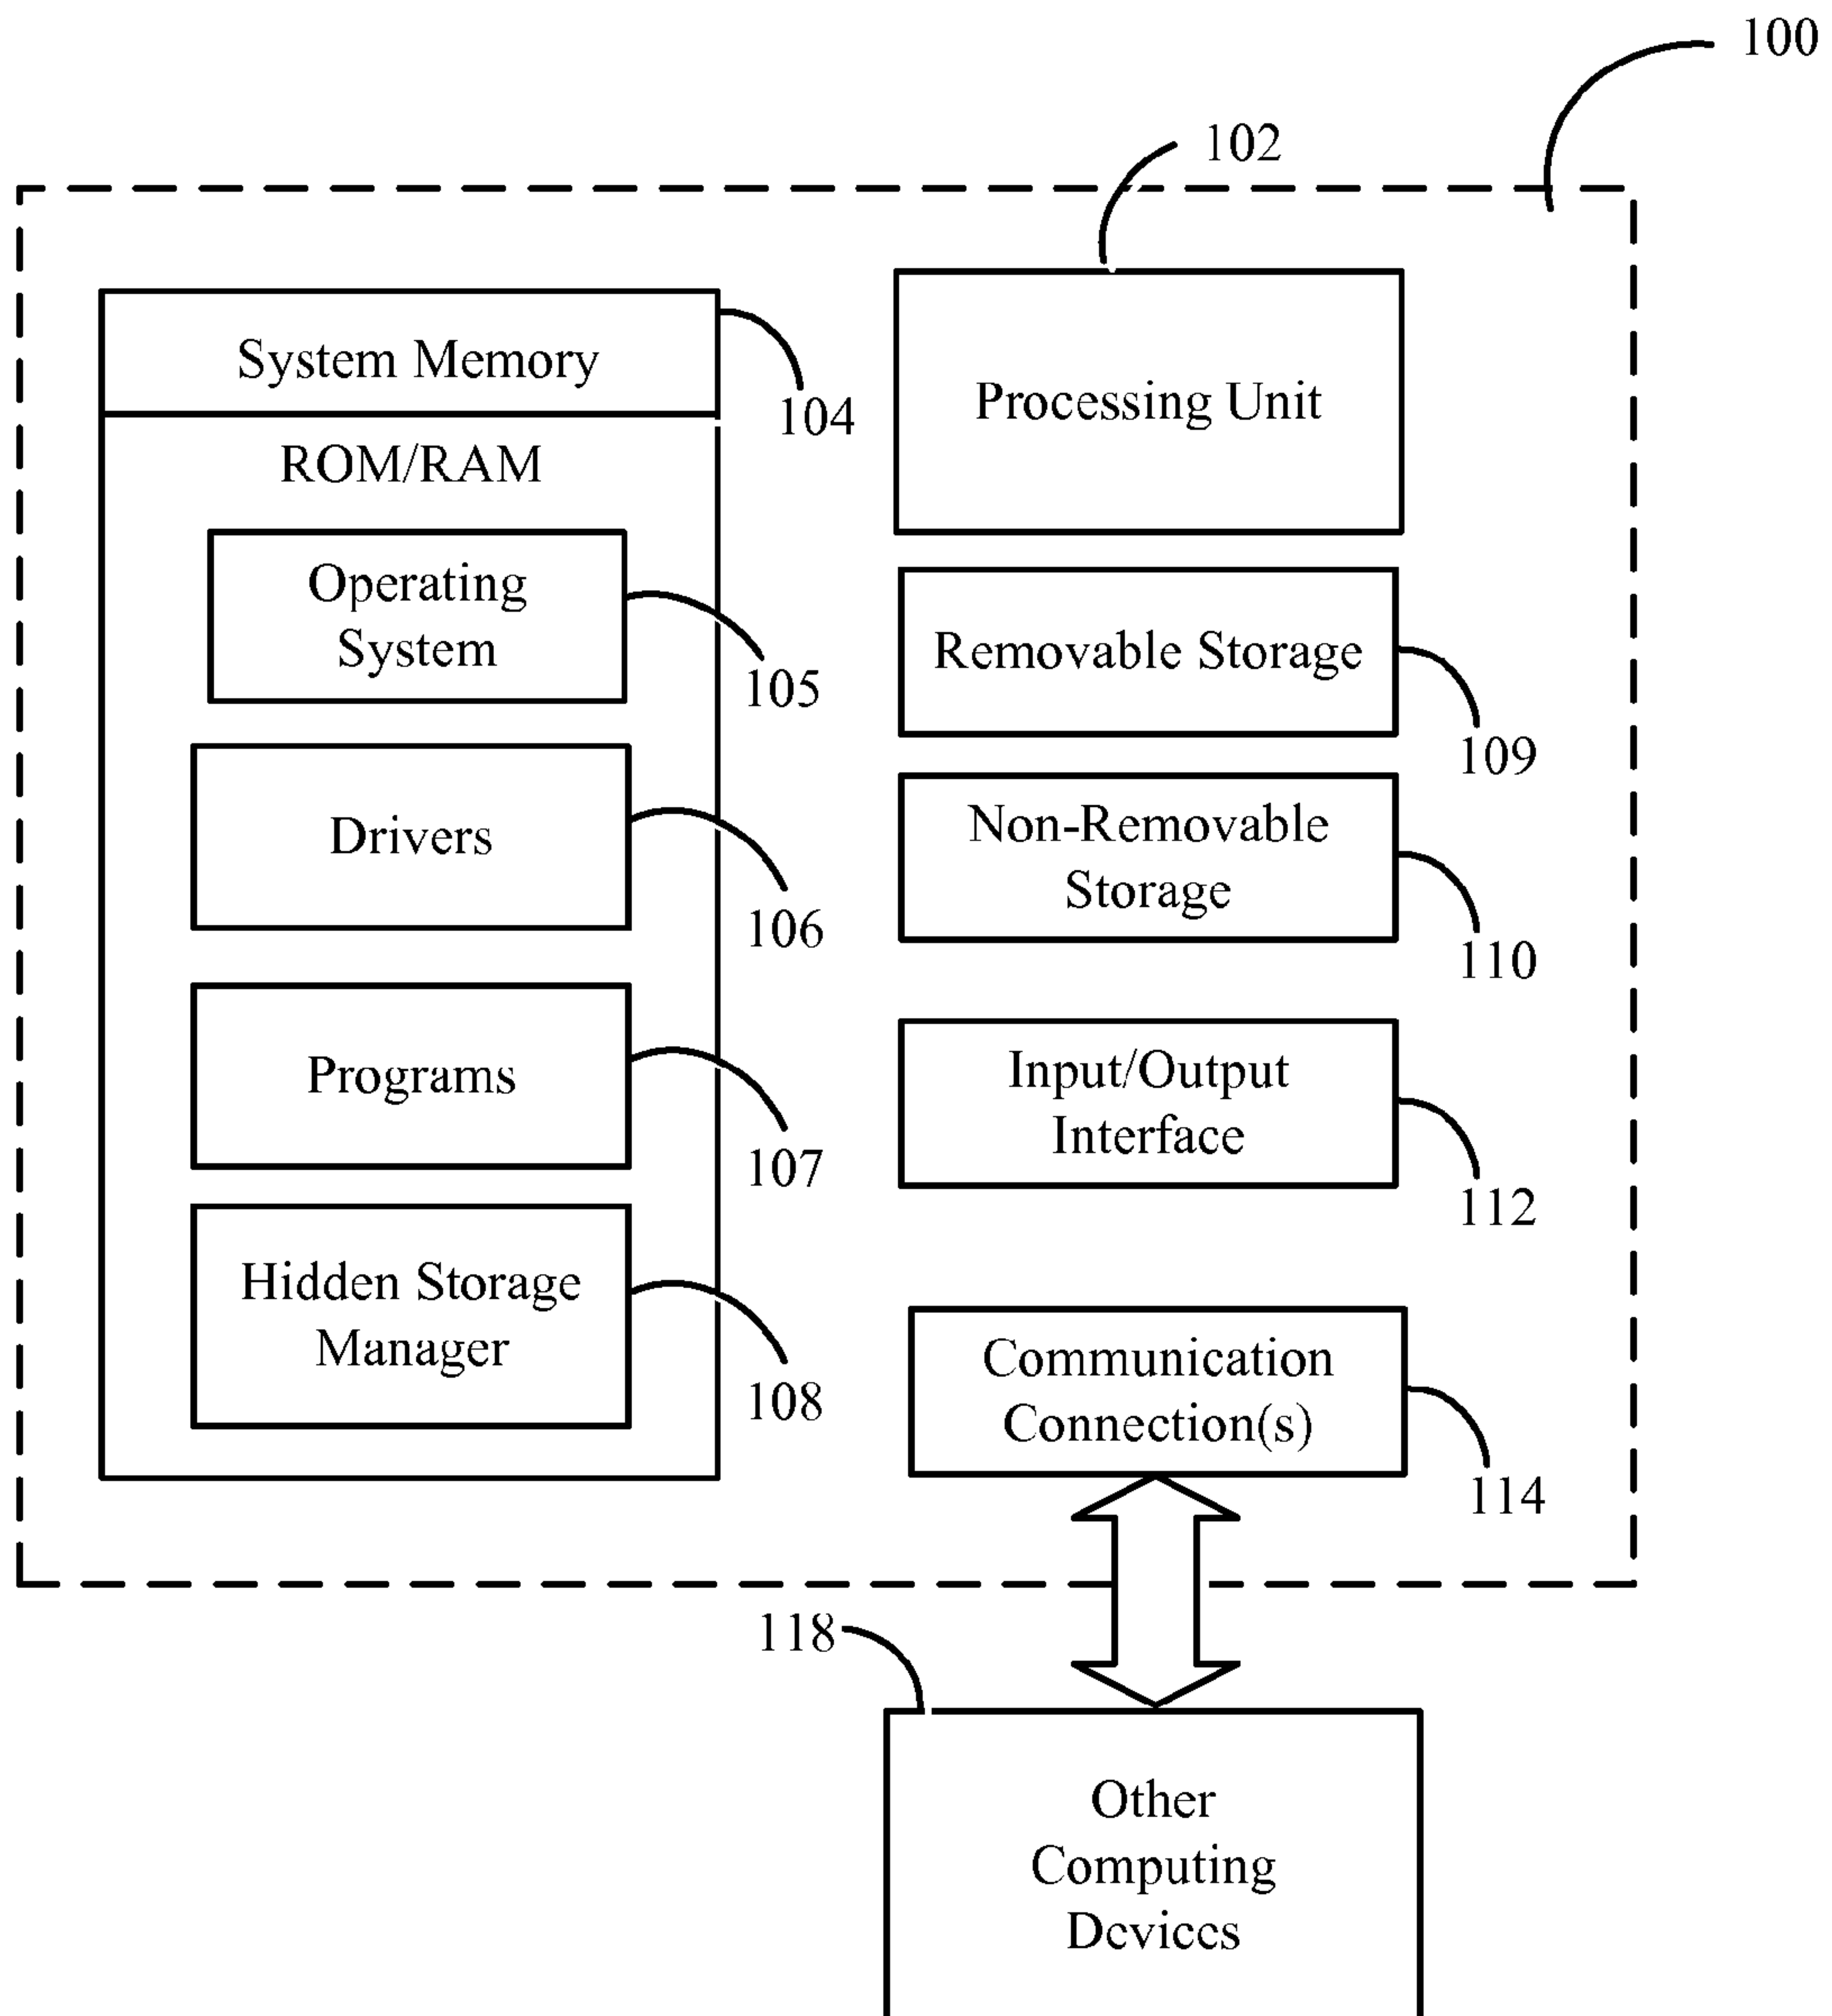 100
102
System Memory
104
ROM/RAM
Operating
System
105
Drivers
106
Programs
107
Hidden Storage
Manager
108
Processing Unit
Removable Storage
109
Non-Removable
Storage
110
Input/Output
Interface
112
Communication
Connection(s)
114
118
Other
Computing
Devices